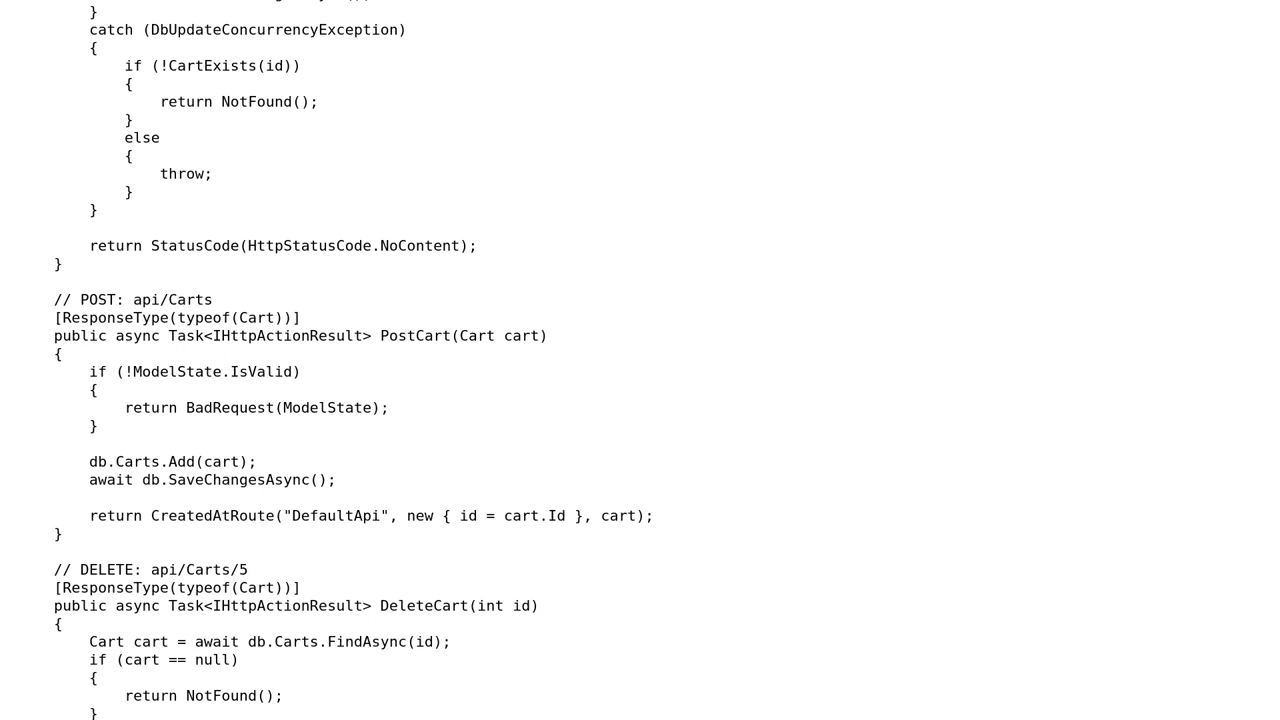 }
catch (DbUpdateConcurrencyException)
{
if (!CartExists(id))
{
return NotFound();
}
else
{
throw;
}
}
return StatusCode(HttpStatusCode.NoContent);
}
// POST: api/Carts
[ResponseType(typeof(Cart))]
public async Task<IHttpActionResult> PostCart(Cart cart)
{
if (!ModelState.IsValid)
{
return BadRequest(ModelState);
}
db.Carts.Add(cart);
await db.SaveChangesAsync();
return CreatedAtRoute("DefaultApi", new { id = cart.Id }, cart);
}
// DELETE: api/Carts/5
[ResponseType(typeof(Cart))]
public async Task<IHttpActionResult> DeleteCart(int id)
{
Cart cart = await db.Carts.FindAsync(id);
if (cart == null)
{
return NotFound();
}